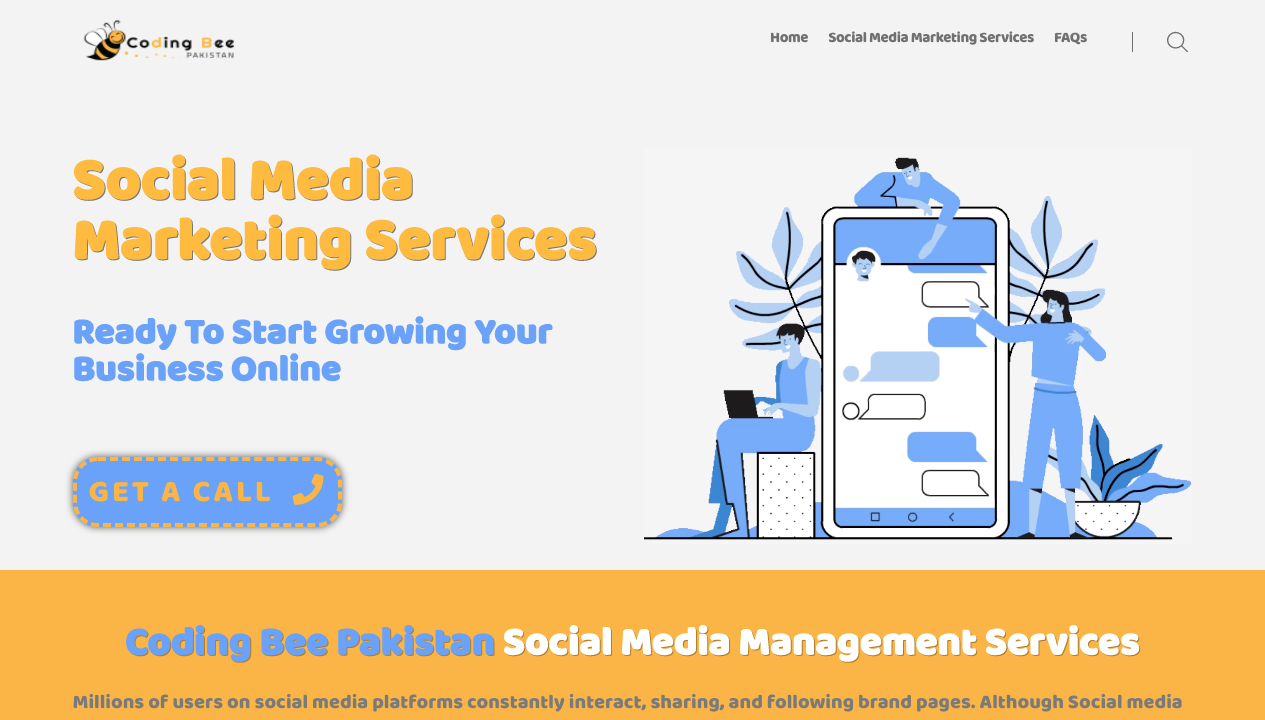 Coding Bee
PAKISTAN
Home Social Media Marketing Services FAQs
Social Media
Marketing Services
Ready To Start Growing Your
Business Online
GET A CALL
Coding Bee Pakistan Social Media Management Services
Millions of users on social media platforms constantly interact, sharing, and following brand pages. Although Social media